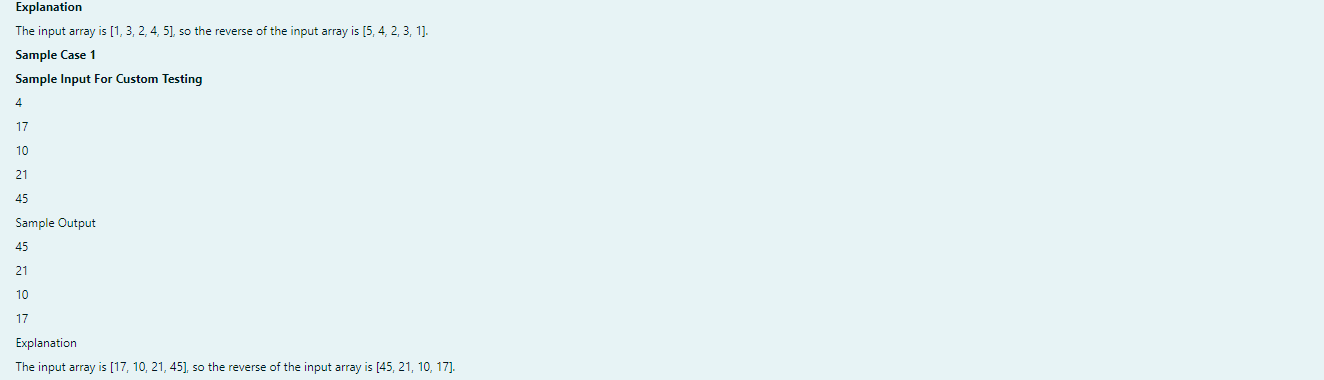 Explanation
The input array is [1, 3, 2, 4, 5], so the reverse of the input array is [5, 4, 2, 3, 1].
Sample Case 1
Sample Input For Custom Testing
4
17
10
21
45
Sample Output
45
21
10
17
Explanation
The input array is [17, 10, 21, 45], so the reverse of the input array is [45, 21, 10, 17].